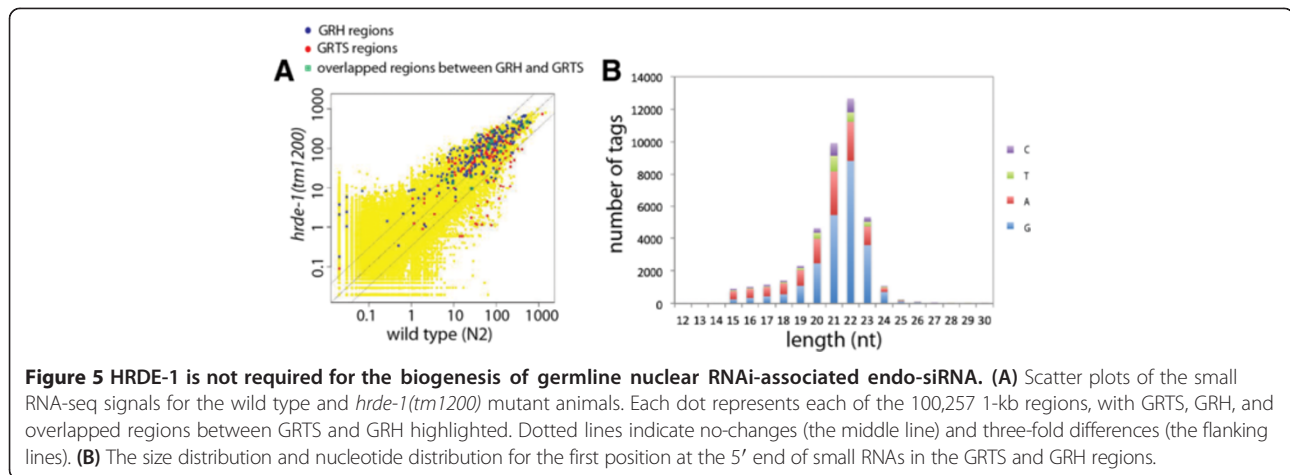 GRH regions
GRTS regions
overlapped regions between GRH and GRTS
A
hrde-1(tm1200)
1000
100
10
1
0.1
0.1 1 10 100 1000
wild type (N2)
B
number of tags
14000
12000
10000
8000
6000
4000
2000
0
12 13 14 15 16 17 18 19 20 21 22 23 24 25 26 27 28 29 30
length (nt)
C
T
A
G
Figure 5 HRDE-1 is not required for the biogenesis of germline nuclear RNAi-associated endo-siRNA. (A) Scatter plots of the small
RNA-seq signals for the wild type and hrde-1(tm1200) mutant animals. Each dot represents each of the 100,257 1-kb regions, with GRTS, GRH, and
overlapped regions between GRTS and GRH highlighted. Dotted lines indicate no-changes (the middle line) and three-fold differences (the flanking
lines). (B) The size distribution and nucleotide distribution for the first position at the 5′ end of small RNAs in the GRTS and GRH regions.